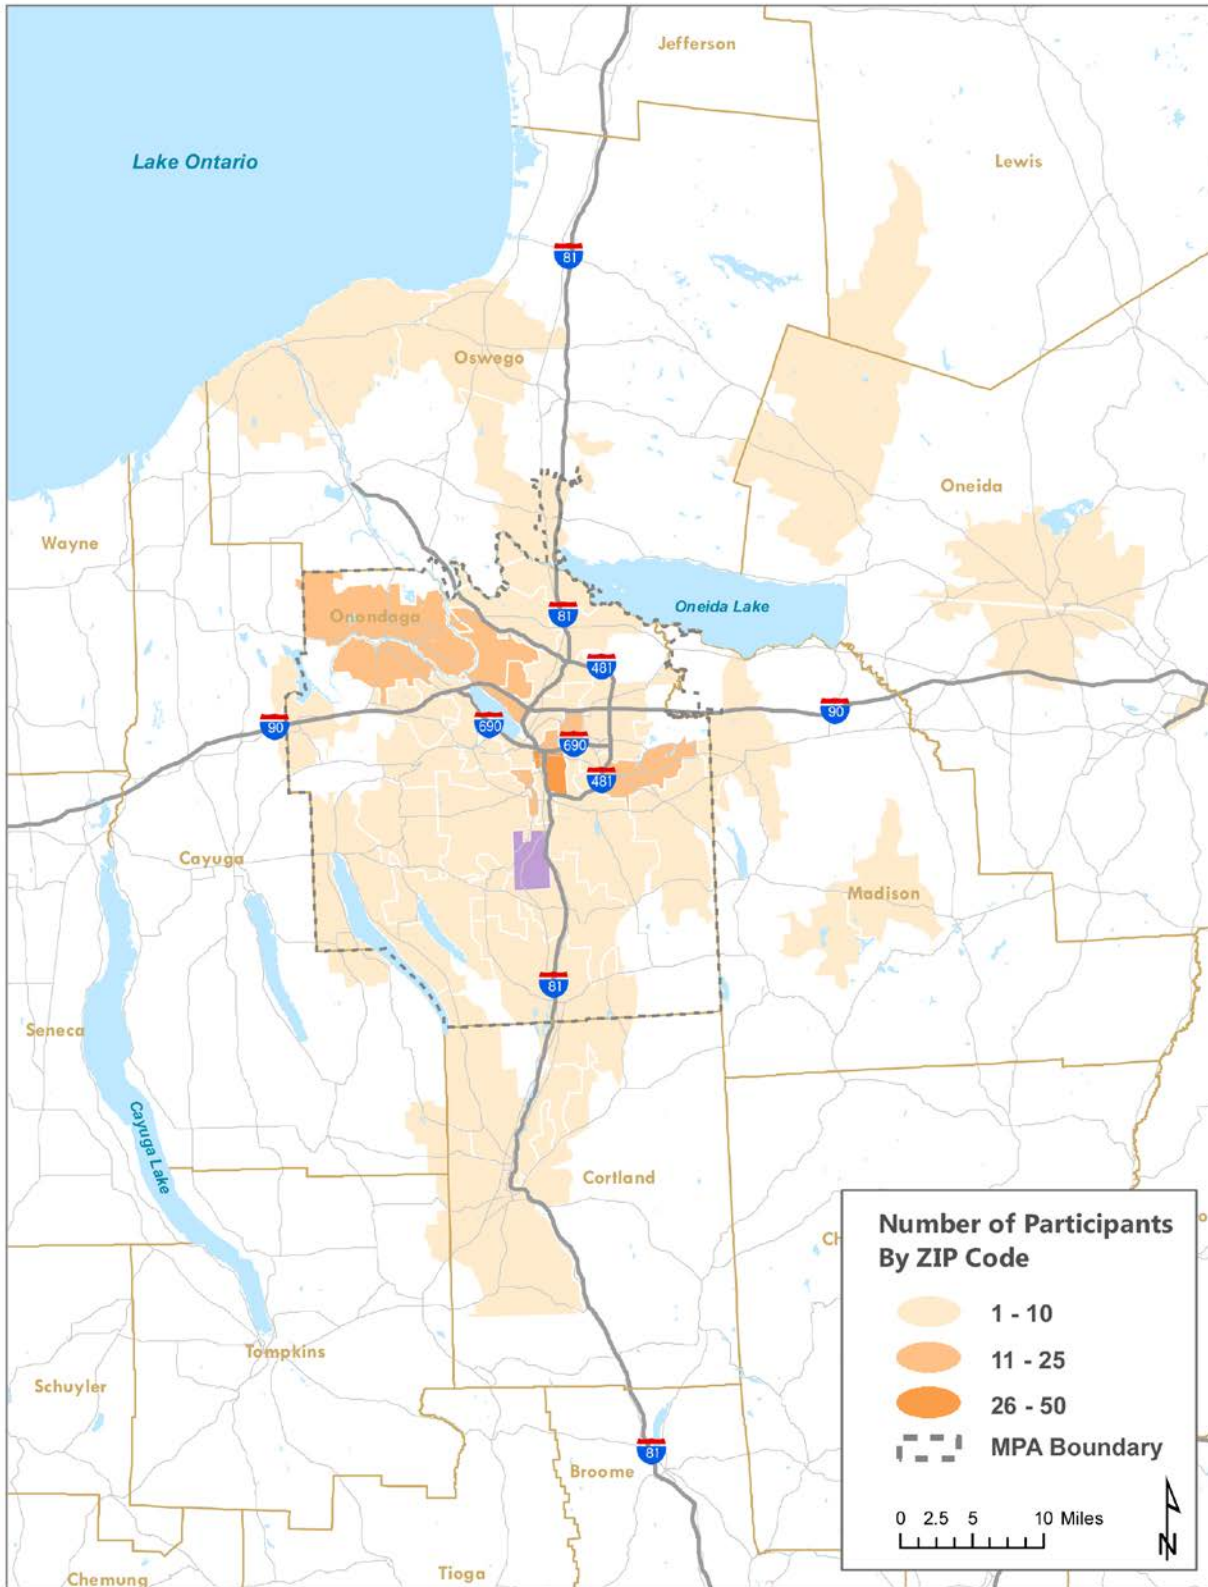 Jefferson
Lake Ontario
Lewis
81
Oswego
Oneida
Wayne
Oneida Lake
Onondaga
81
481
90
690
90
690
481
Cayuga
Madison
81
Seneca
Cayuga Lake
Cortland
Number of Participants
By ZIP Code
1 - 10
11 - 25
26 - 50
MPA Boundary
0 2.5 5 10 Miles
N
Tompkins
Schuyler
81
Broome
Tioga
Chemung